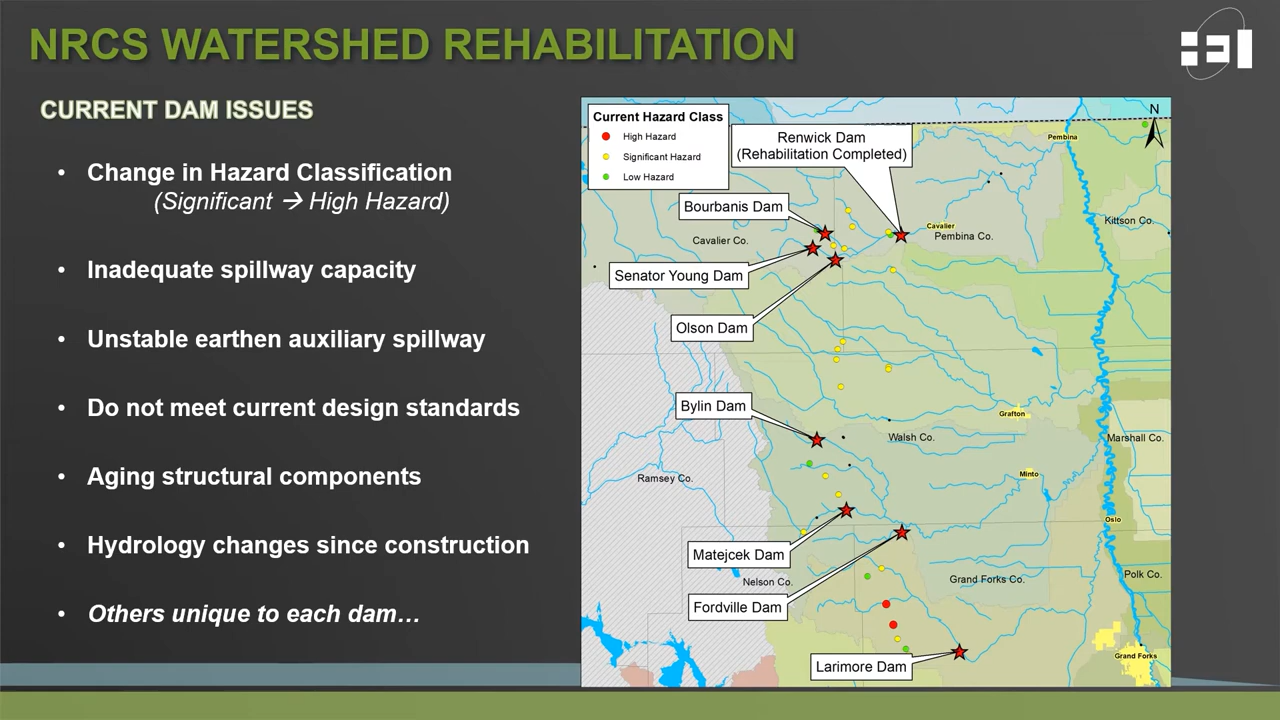 NRCS WATERSHED REHABILITATION
CURRENT DAM ISSUES
• Change in Hazard Classification
(Significant → High Hazard)
• Inadequate spillway capacity
• Unstable earthen auxiliary spillway
• Do not meet current design standards
• Aging structural components
• Hydrology changes since construction
• Others unique to each dam…
Current Hazard Class
High Hazard
Significant Hazard
Low Hazard
Renwick Dam
(Rehabilitation Completed)
N
Pembina
Bourbanis Dam
Kittson Co.
Cavalier
Cavalier Co.
Pembina Co.
Senator Young Dam
Olson Dam
Bylin Dam
Grafton
Walsh Co.
Marshall Co.
Ramsey Co.
Minto
Oslo
Matejcek Dam
Nelson Co.
Grand Forks Co.
Polk Co.
Fordville Dam
Grand Forks
Larimore Dam